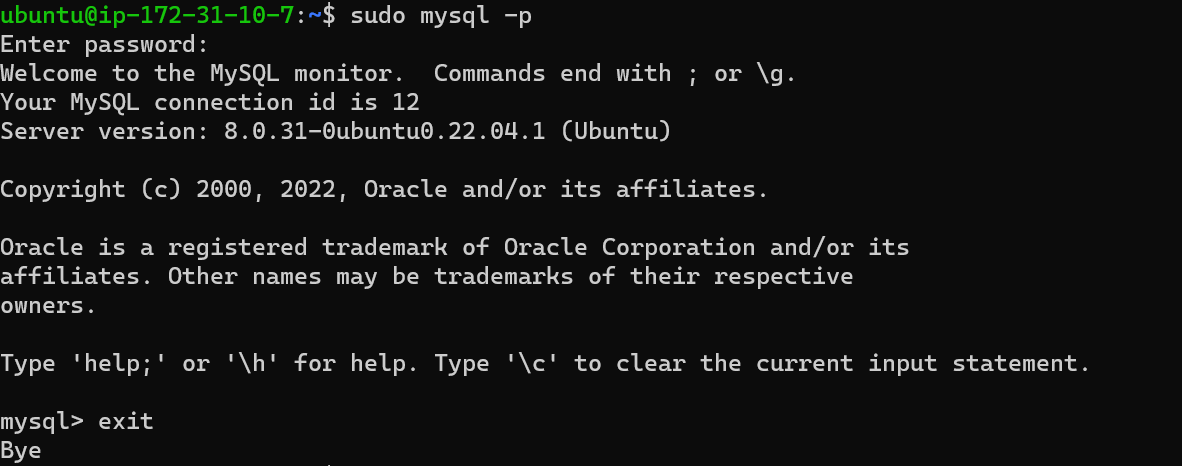 ubuntu@ip-172-31-10-7:~$ sudo mysql -p
Enter password:
Welcome to the MySQL monitor.  Commands end with ; or \g.
Your MySQL connection id is 12
Server version: 8.0.31-0ubuntu0.22.04.1 (Ubuntu)

Copyright (c) 2000, 2022, Oracle and/or its affiliates.

Oracle is a registered trademark of Oracle Corporation and/or its
affiliates. Other names may be trademarks of their respective
owners.

Type 'help;' or '\h' for help. Type '\c' to clear the current input statement.

mysql> exit
Bye